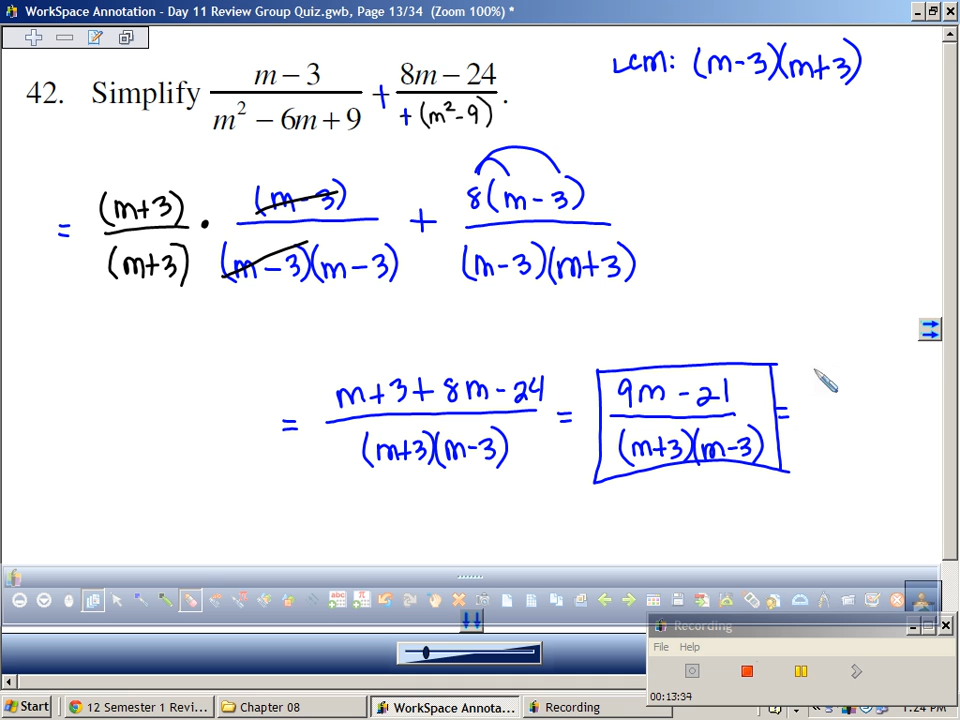 WorkSpace Annotation - Day 11 Review Group Quiz.gwb, Page 13/34 (Zoom 100%) *
Lcm: (m-3)(m+3)
42. Simplify (m − 3)/(m² − 6m + 9) + (8m − 24)/+(m²-9).
= (m+3)/(m+3) · (m-3)/(m-3)(m-3) + 8(m-3)/(m-3)(m+3)
= m+3+8m-24/(m+3)(m-3) = 9m-21/(m+3)(m-3) =
Recording
File Help
00:13:34
Start
12 Semester 1 Revi...
Chapter 08
WorkSpace Annota...
Recording
1:24 PM